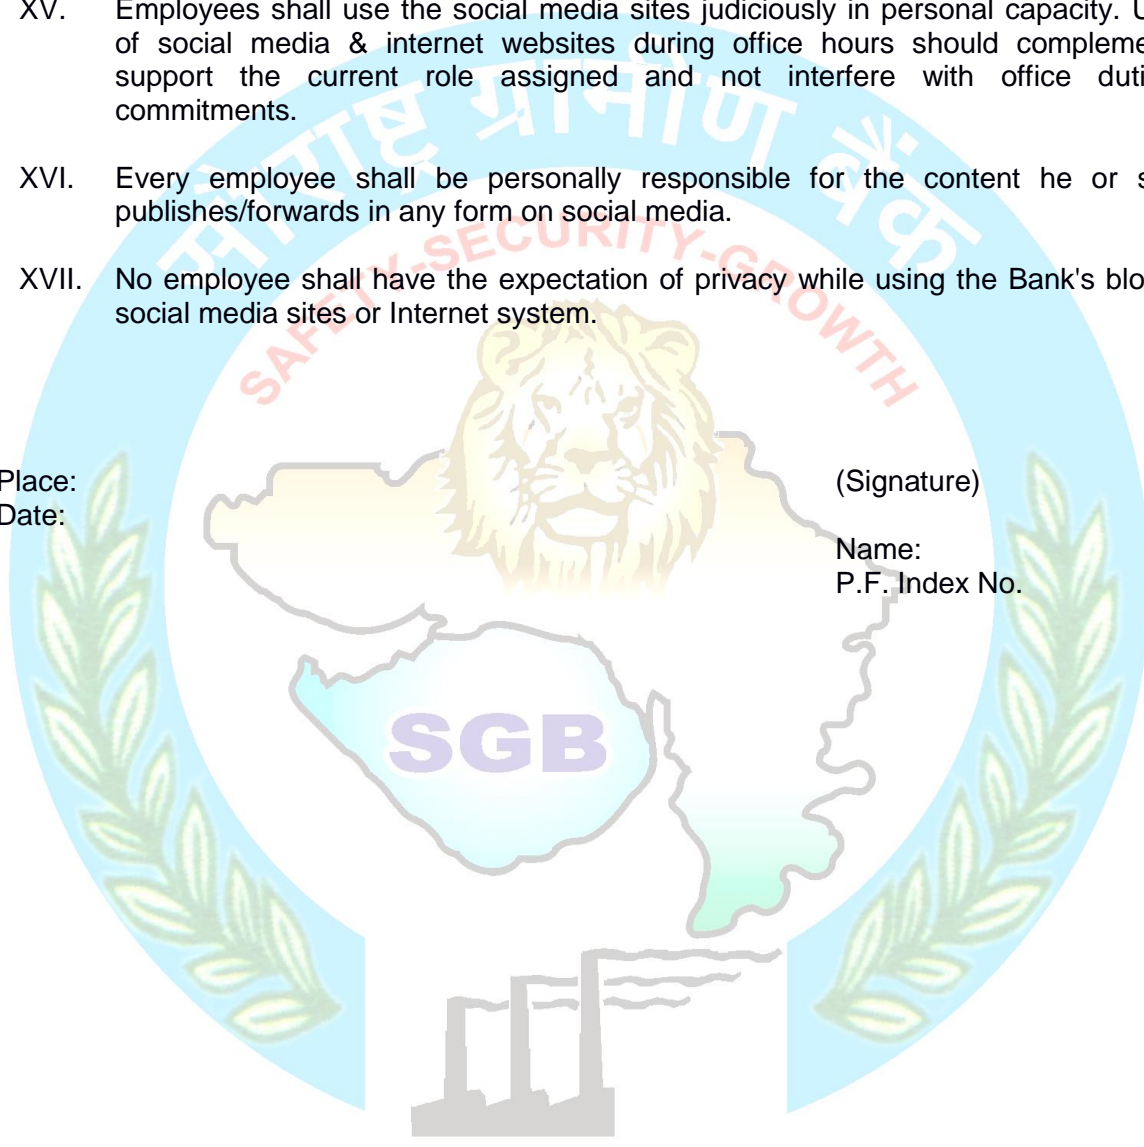 XV. Employees shall use the social media sites judiciously in personal capacity. U
of social media & internet websites during office hours should compleme
support the current role assigned and not interfere with office duti
commitments.
XVI. Every employee shall be personally responsible for the content he or s
publishes/forwards in any form on social media.
XVII. No employee shall have the expectation of privacy while using the Bank's blo
social media sites or Internet system.
Place: (Signature)
Date:
Name:
P.F. Index No.
सौराष्ट्र ग्रामीण बैंक
SAFETY-SECURITY-GROWTH
SGB